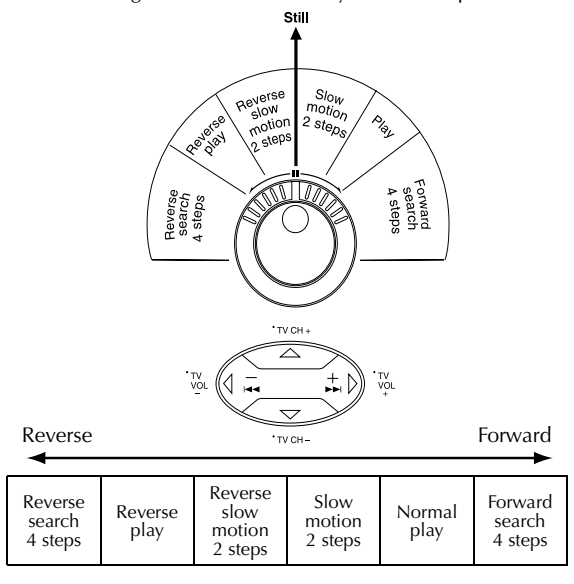 Still
Reverse
search
4 steps
Reverse
play
Reverse
slow
motion
2 steps
Slow
motion
2 steps
Play
Forward
search
4 steps
* TV CH +
* TV
VOL
–
–
+
* TV
VOL
+
* TV CH –
Reverse Forward
Reverse
search
4 steps
Reverse
play
Reverse
slow
motion
2 steps
Slow
motion
2 steps
Normal
play
Forward
search
4 steps